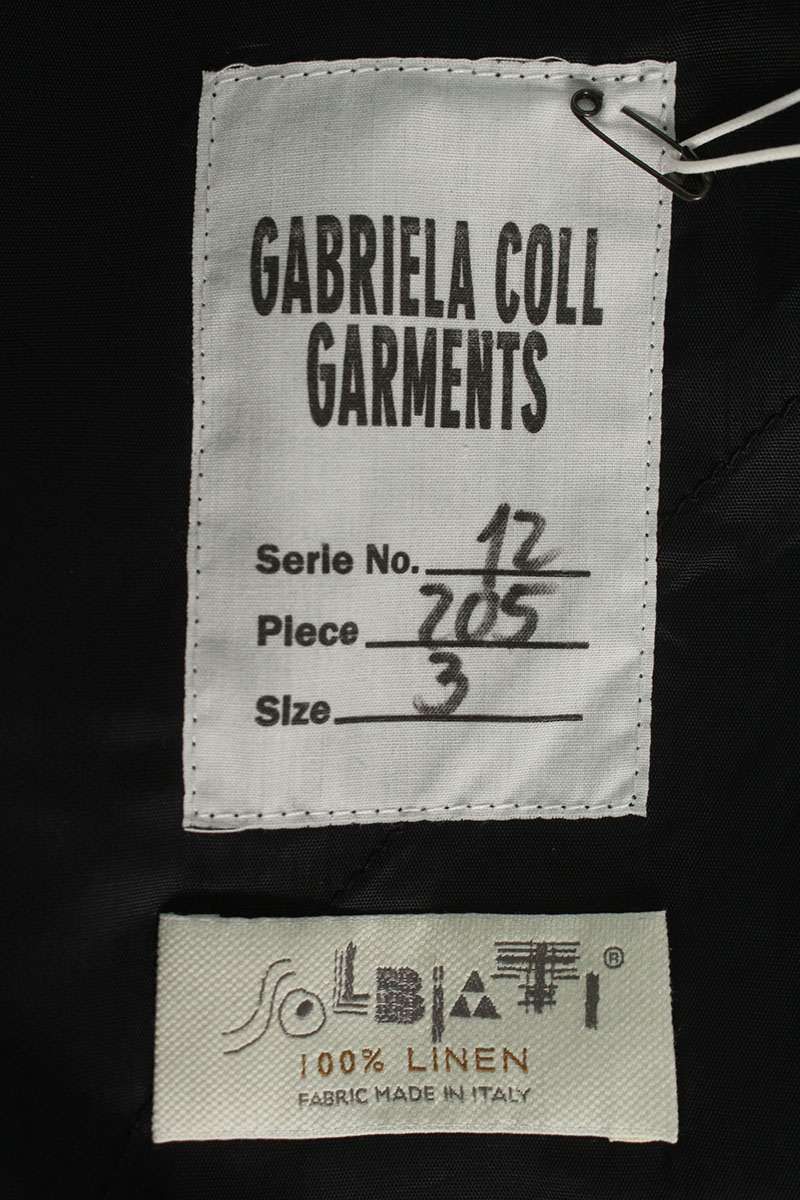 GABRIELA COLL
GARMENTS
Serie No. 12
Piece 205
Size 3
SOLBIATI®
100% LINEN
FABRIC MADE IN ITALY